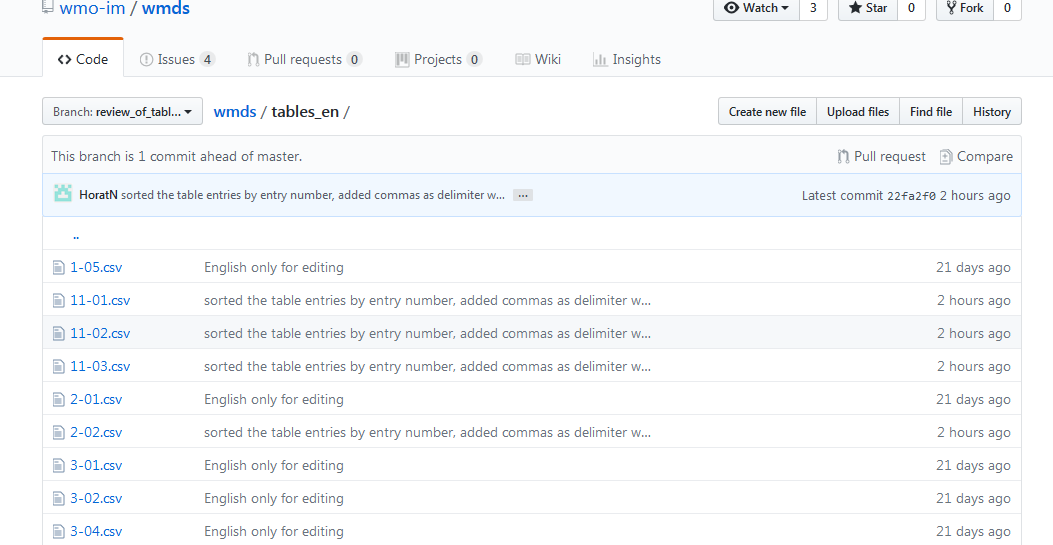 wmo-im / wmds
Watch 3 Star 0 Fork 0
Code Issues 4 Pull requests 0 Projects 0 Wiki Insights
Branch: review_of_tabl... wmds / tables_en / Create new file Upload files Find file History
This branch is 1 commit ahead of master. Pull request Compare
HoratN sorted the table entries by entry number, added commas as delimiter w... ... Latest commit 22fa2f0 2 hours ago
..
1-05.csv English only for editing 21 days ago
11-01.csv sorted the table entries by entry number, added commas as delimiter w... 2 hours ago
11-02.csv sorted the table entries by entry number, added commas as delimiter w... 2 hours ago
11-03.csv sorted the table entries by entry number, added commas as delimiter w... 2 hours ago
2-01.csv English only for editing 21 days ago
2-02.csv sorted the table entries by entry number, added commas as delimiter w... 2 hours ago
3-01.csv English only for editing 21 days ago
3-02.csv English only for editing 21 days ago
3-04.csv English only for editing 21 days ago